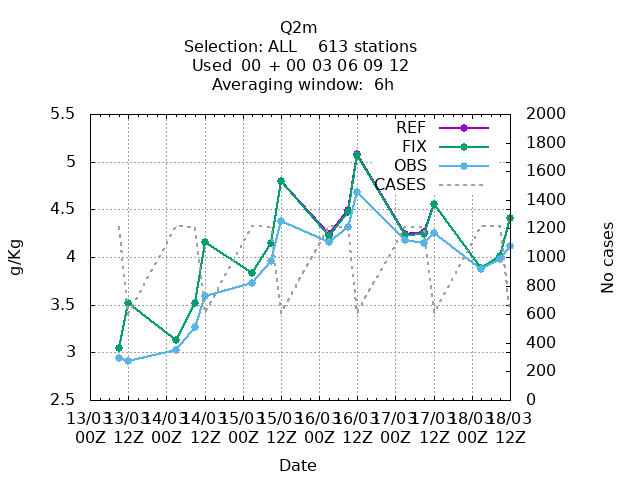 Q2m
Selection: ALL    613 stations
Used  00 + 00 03 06 09 12
Averaging window:  6h
5.5
5
4.5
4
3.5
3
2.5
g/Kg
2000
1800
1600
1400
1200
1000
800
600
400
200
0
No cases
REF
FIX
OBS
CASES
13/03 13/03 14/03 14/03 15/03 15/03 16/03 16/03 17/03 17/03 18/03 18/03
00Z 12Z 00Z 12Z 00Z 12Z 00Z 12Z 00Z 12Z 00Z 12Z
Date